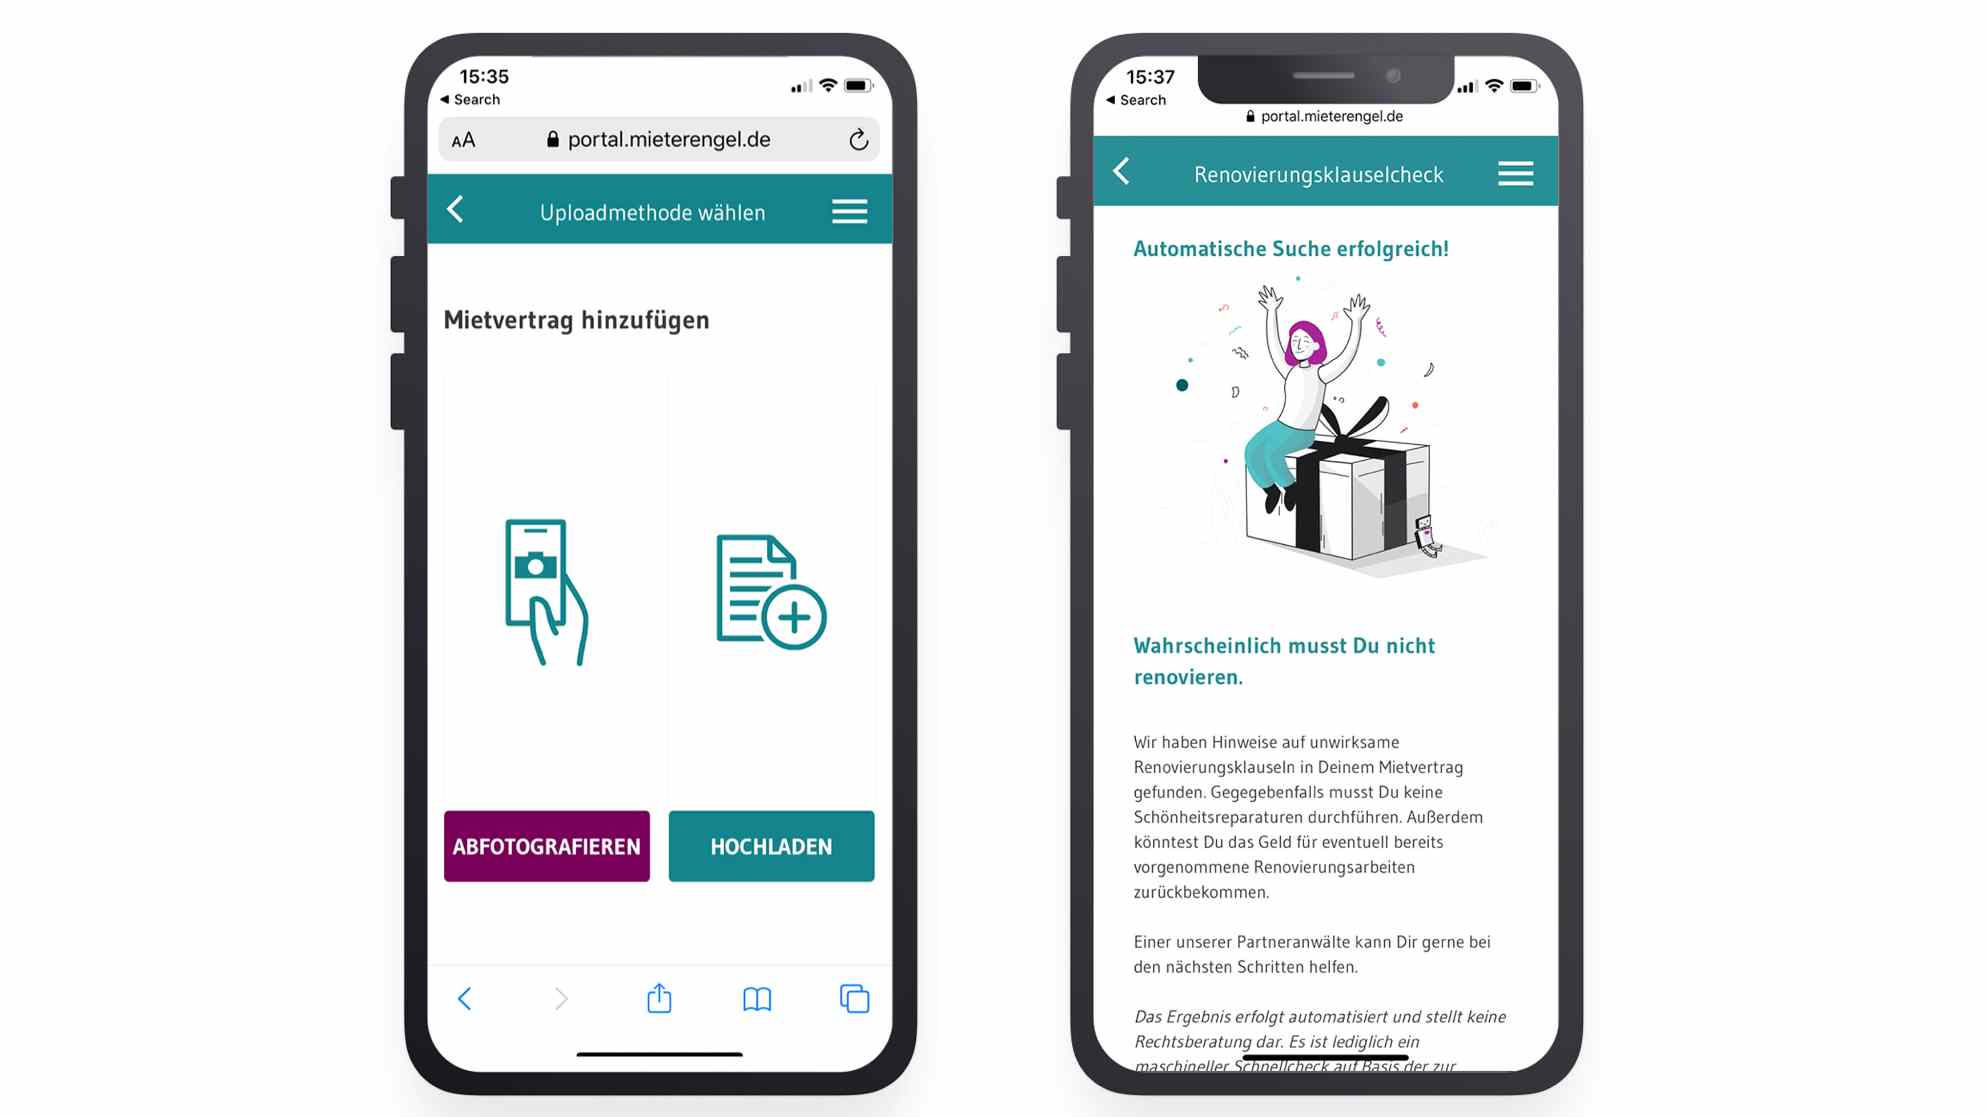 15:35
◀ Search
AA portal.mieterengel.de
Uploadmethode wählen
Mietvertrag hinzufügen
ABFOTOGRAFIEREN
HOCHLADEN
15:37
◀ Search
portal.mieterengel.de
Renovierungsklauselcheck
Automatische Suche erfolgreich!
Wahrscheinlich musst Du nicht
renovieren.
Wir haben Hinweise auf unwirksame
Renovierungsklauseln in Deinem Mietvertrag
gefunden. Gegegebenfalls musst Du keine
Schönheitsreparaturen durchführen. Außerdem
könntest Du das Geld für eventuell bereits
vorgenommene Renovierungsarbeiten
zurückbekommen.
Einer unserer Partneranwälte kann Dir gerne bei
den nächsten Schritten helfen.
Das Ergebnis erfolgt automatisiert und stellt keine
Rechtsberatung dar. Es ist lediglich ein
maschineller Schnellcheck auf Basis der zur